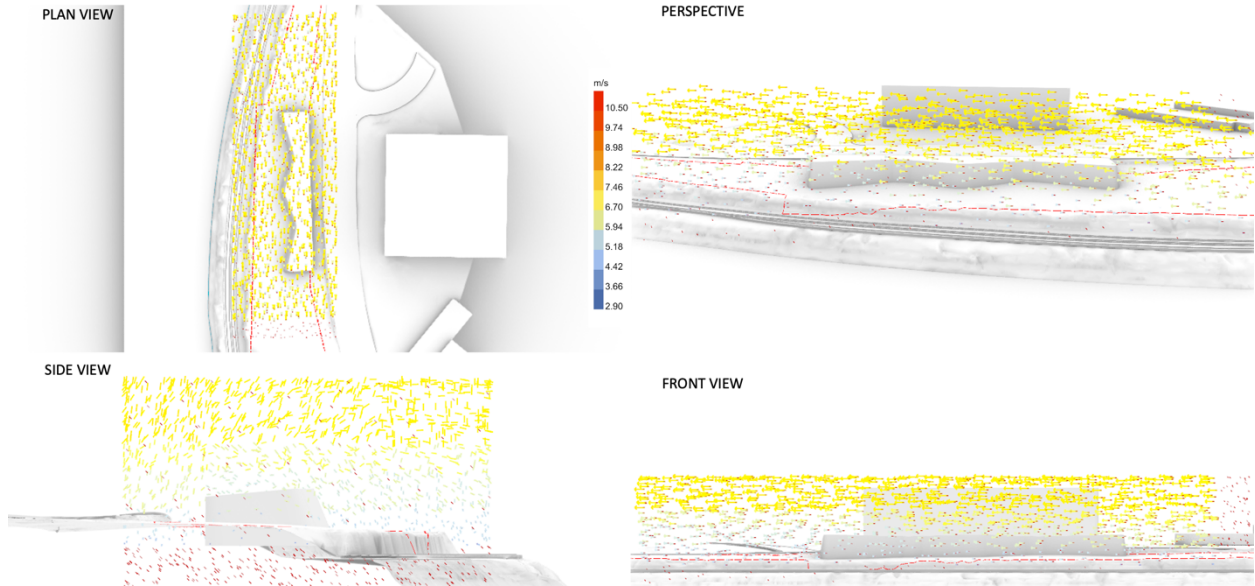 PLAN VIEW
PERSPECTIVE
m/s
10.50
9.74
8.98
8.22
7.46
6.70
5.94
5.18
4.42
3.66
2.90
SIDE VIEW
FRONT VIEW